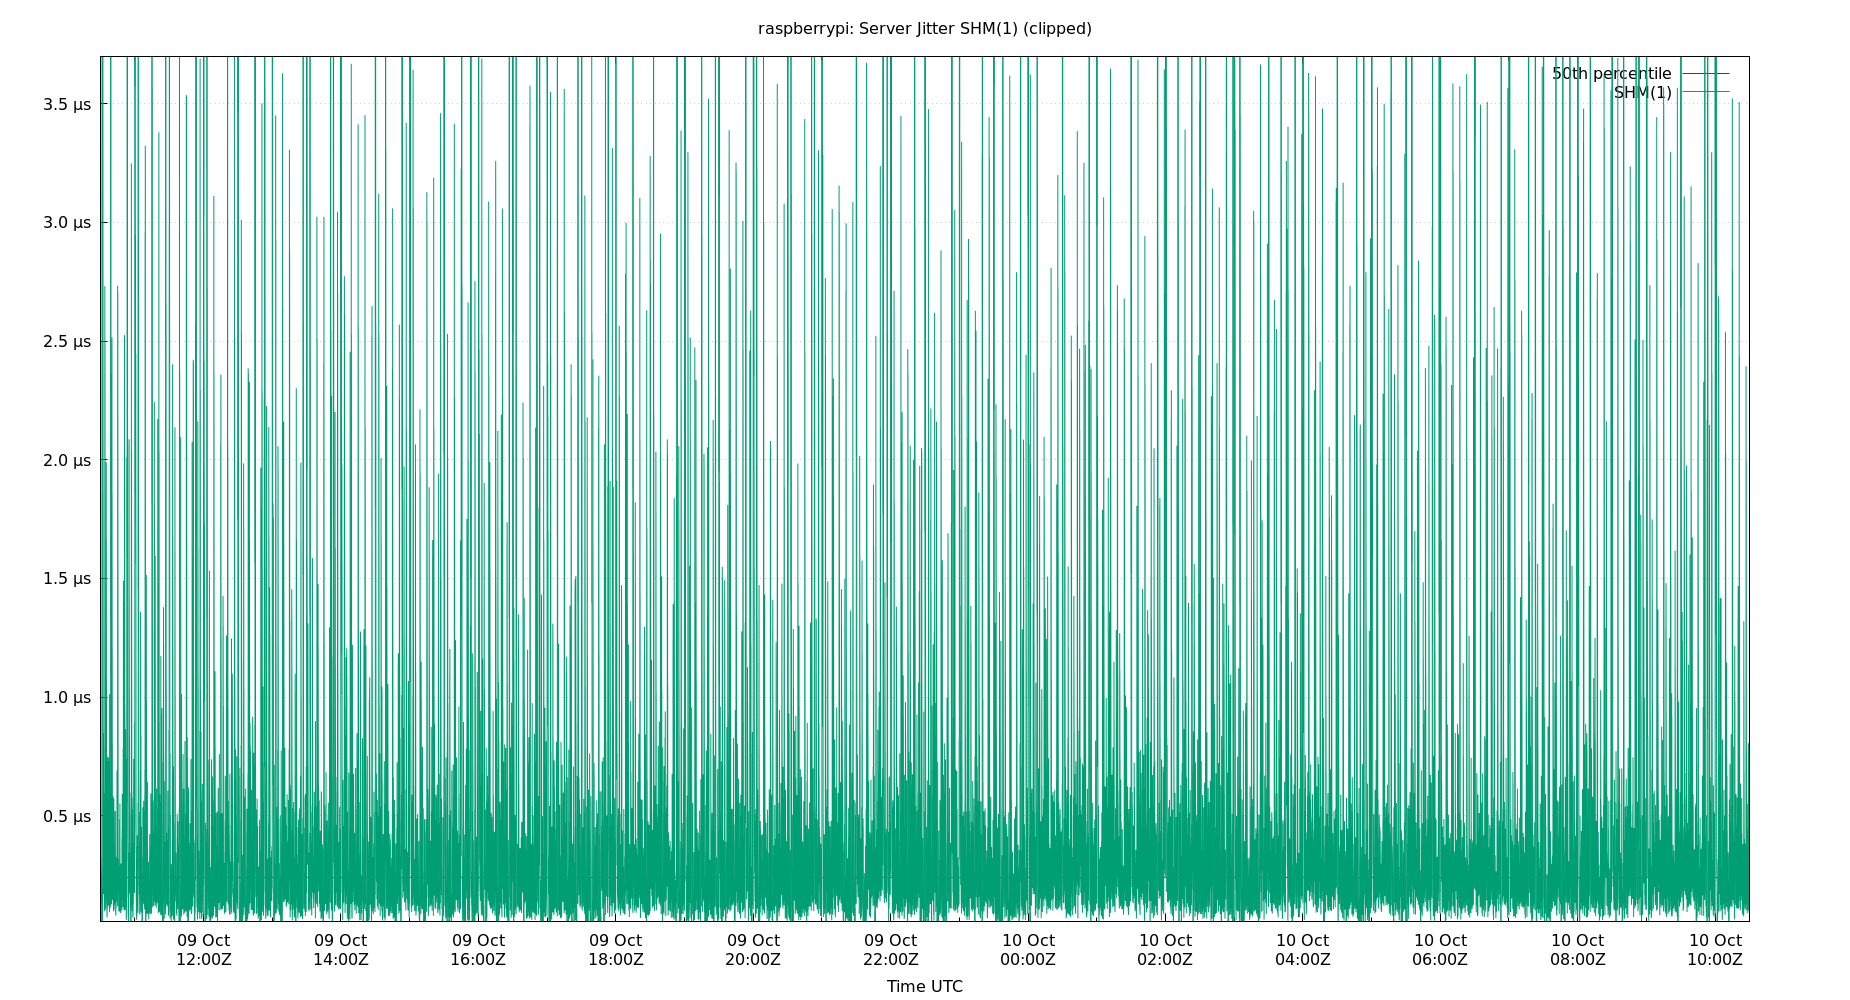 raspberrypi: Server Jitter SHM(1) (clipped)
50th percentile
SHM(1)
3.5 µs
3.0 µs
2.5 µs
2.0 µs
1.5 µs
1.0 µs
0.5 µs
09 Oct 09 Oct 09 Oct 09 Oct 09 Oct 09 Oct 10 Oct 10 Oct 10 Oct 10 Oct 10 Oct 10 Oct
12:00Z 14:00Z 16:00Z 18:00Z 20:00Z 22:00Z 00:00Z 02:00Z 04:00Z 06:00Z 08:00Z 10:00Z
Time UTC